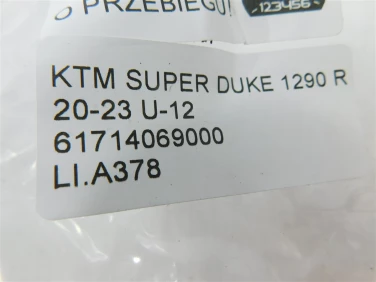 PRZEBIEGU!
123456
KTM SUPER DUKE 1290 R
20-23 U-12
61714069000
LI.A378